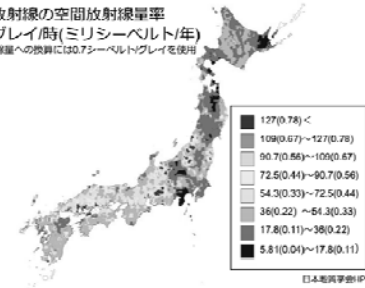 放射線の空間放射線量率
グレイ/時(ミリシーベルト/年)
線量への換算には0.7シーベルト/グレイを使用
127(0.78)<
109(0.67)～127(0.78)
90.7(0.56)～109(0.67)
72.5(0.44)～90.7(0.56)
54.3(0.33)～72.5(0.44)
36(0.22) ～54.3(0.33)
17.8(0.11)～36(0.22)
5.81(0.04)～17.8(0.11)
日本地質学会HP